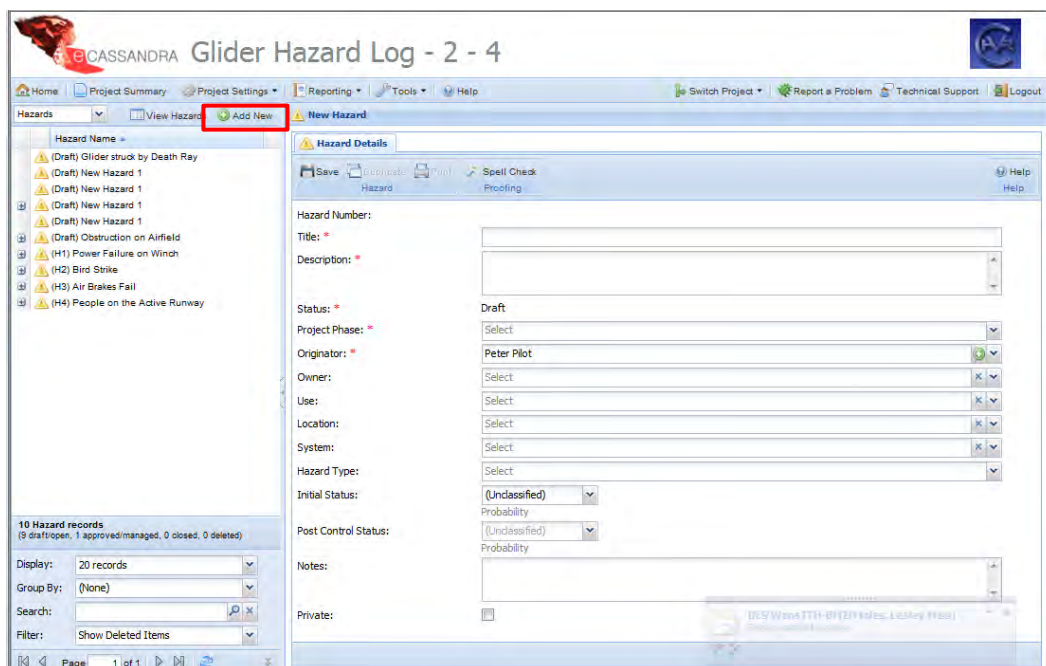 eCASSANDRA Glider Hazard Log - 2 - 4
Home Project Summary Project Settings Reporting Tools Help Switch Project Report a Problem Technical Support Logout
Hazards View Hazards Add New New Hazard
Hazard Name
(Draft) Glider struck by Death Ray
(Draft) New Hazard 1
(Draft) New Hazard 1
(Draft) New Hazard 1
(Draft) New Hazard 1
(Draft) Obstruction on Airfield
(H1) Power Failure on Winch
(H2) Bird Strike
(H3) Air Brakes Fail
(H4) People on the Active Runway
10 Hazard records
(9 draft/open, 1 approved/managed, 0 closed, 0 deleted)
Display: 20 records
Group By: (None)
Search:
Filter: Show Deleted Items
Page 1 of 1
Hazard Details
Save Duplicate Print Spell Check Help
Hazard Proofing Help
Hazard Number:
Title: *
Description: *
Status: * Draft
Project Phase: * Select
Originator: * Peter Pilot
Owner: Select
Use: Select
Location: Select
System: Select
Hazard Type: Select
Initial Status: (Unclassified)
Probability
Post Control Status: (Unclassified)
Probability
Notes:
Private: